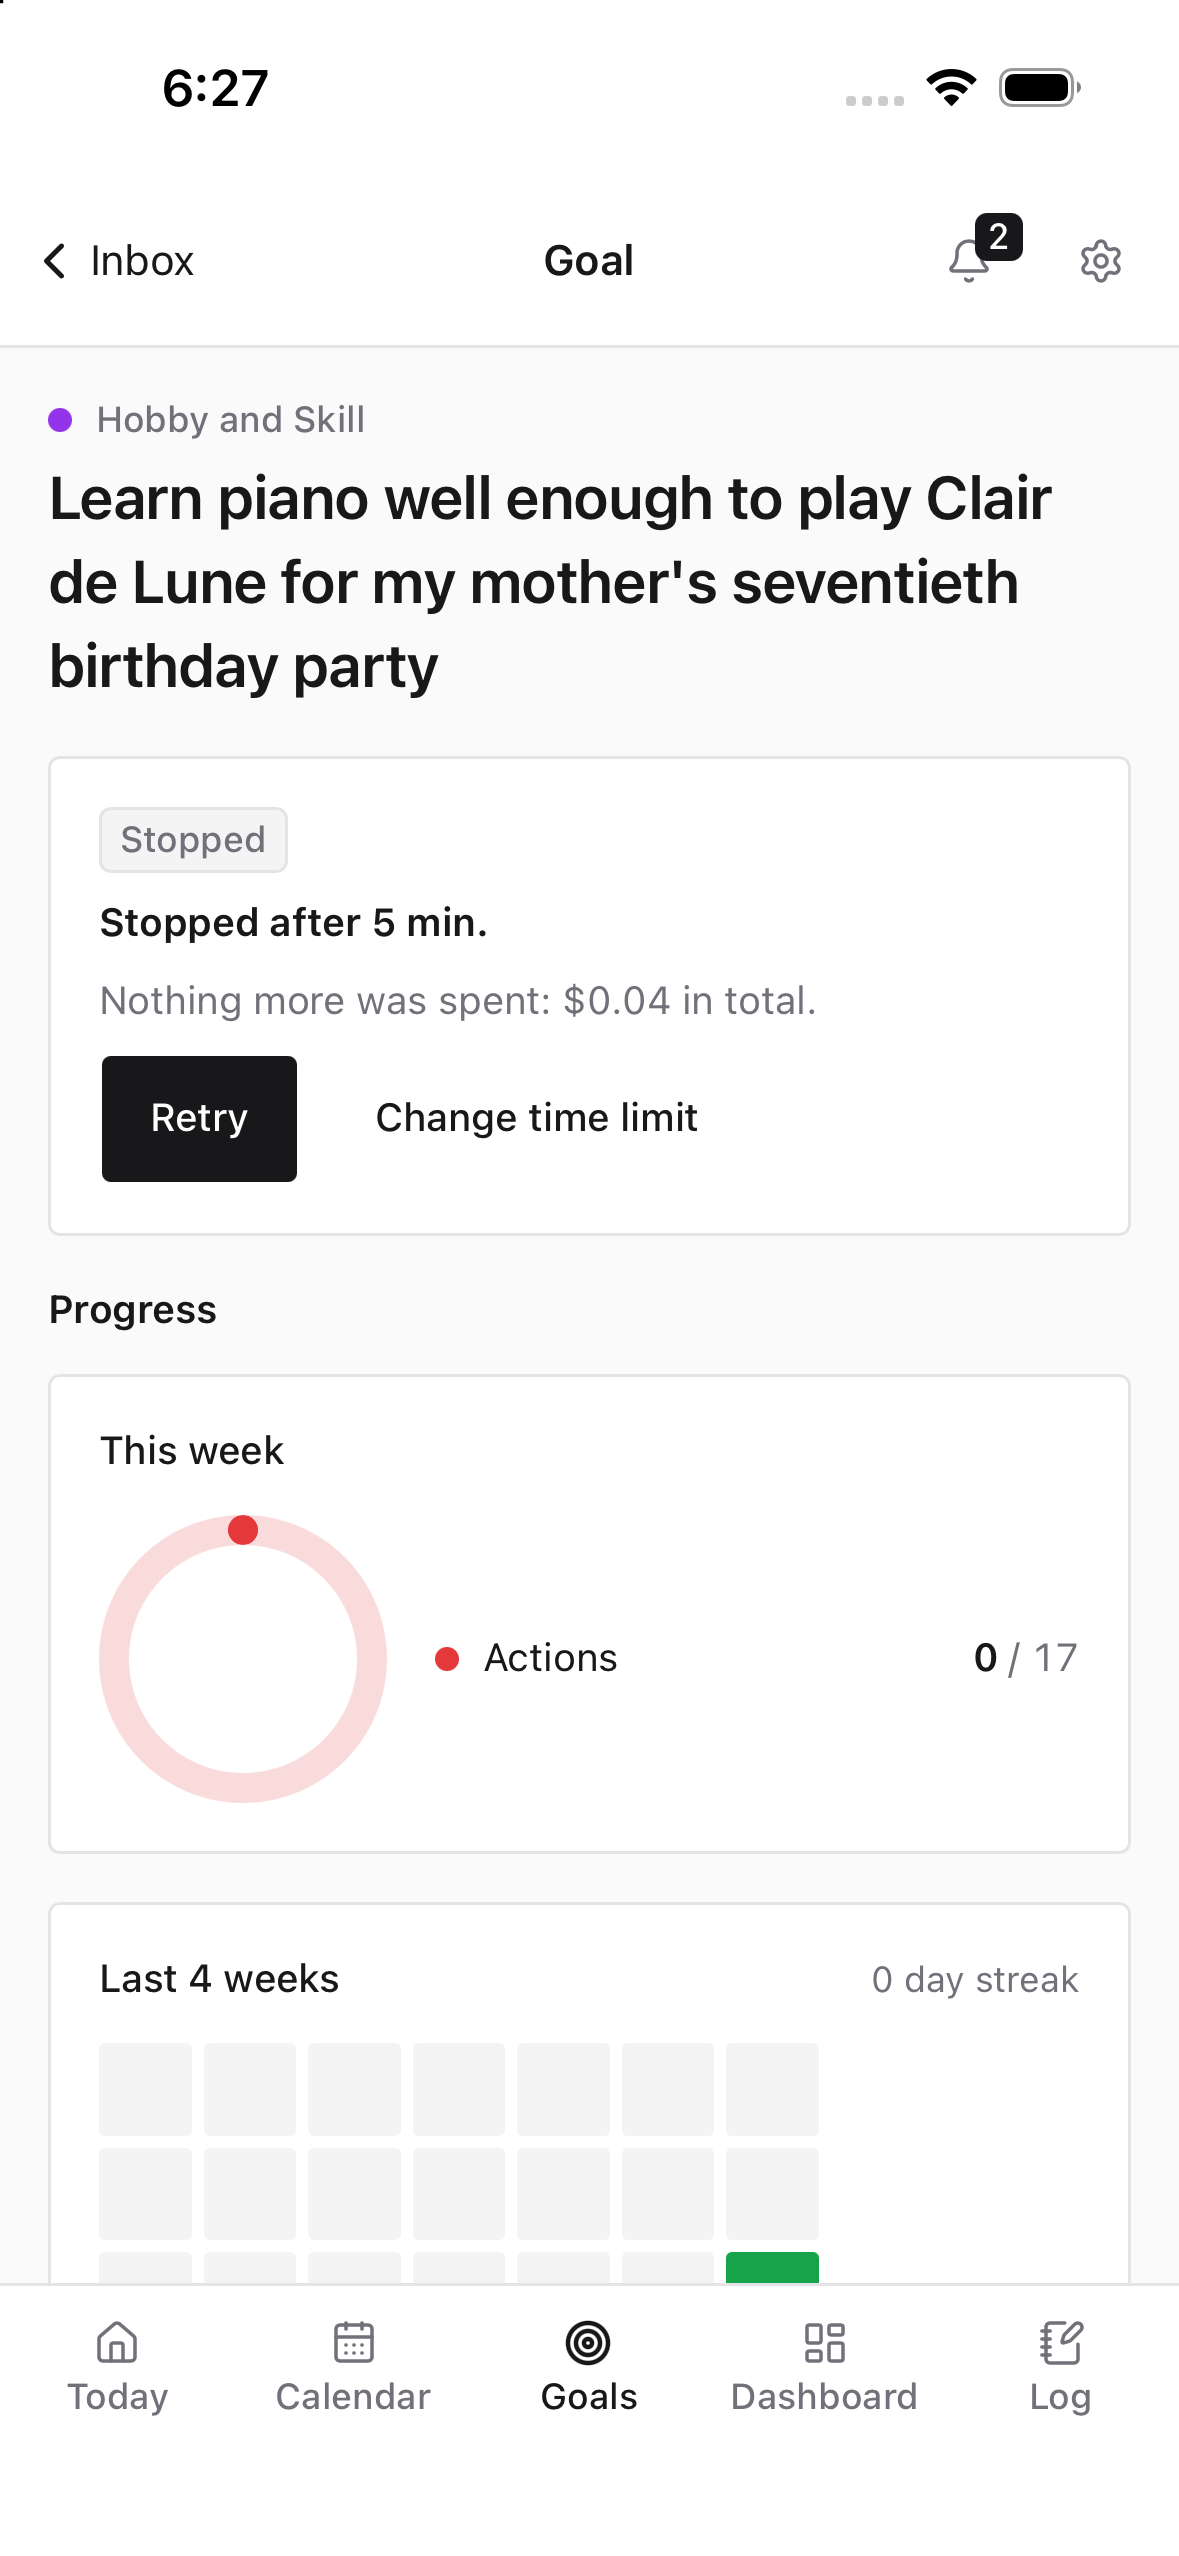 6:27
Inbox
Goal
2
Hobby and Skill
Learn piano well enough to play Clair
de Lune for my mother's seventieth
birthday party
Stopped
Stopped after 5 min.
Nothing more was spent: $0.04 in total.
Retry
Change time limit
Progress
This week
Actions
0 / 17
Last 4 weeks
0 day streak
Today
Calendar
Goals
Dashboard
Log